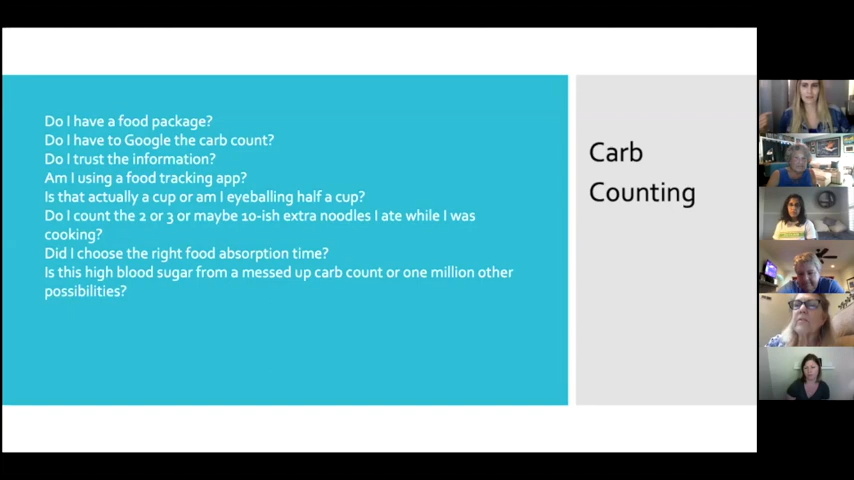 Do I have a food package?
Do I have to Google the carb count?
Do I trust the information?
Am I using a food tracking app?
Is that actually a cup or am I eyeballing half a cup?
Do I count the 2 or 3 or maybe 10-ish extra noodles I ate while I was
cooking?
Did I choose the right food absorption time?
Is this high blood sugar from a messed up carb count or one million other
possibilities?
Carb
Counting